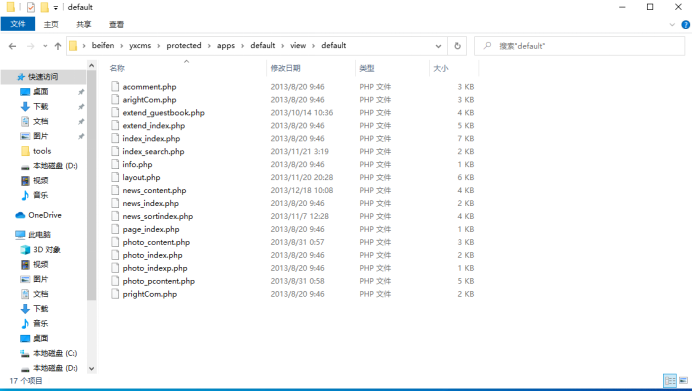 default
文件 主页 共享 查看
beifen › yxcms › protected › apps › default › view › default
搜索"default"
名称 修改日期 类型 大小
快速访问
桌面
下载
文档
图片
tools
本地磁盘 (D:)
视频
音乐
OneDrive
此电脑
3D 对象
视频
图片
文档
下载
音乐
桌面
本地磁盘 (C:)
本地磁盘 (D:)
acomment.php 2013/8/20 9:46 PHP 文件 3 KB
arightCom.php 2013/8/20 9:46 PHP 文件 3 KB
extend_guestbook.php 2013/10/14 10:36 PHP 文件 4 KB
extend_index.php 2013/8/20 9:46 PHP 文件 5 KB
index_index.php 2013/8/20 9:46 PHP 文件 7 KB
index_search.php 2013/11/21 3:19 PHP 文件 2 KB
info.php 2013/8/20 9:46 PHP 文件 1 KB
layout.php 2013/11/20 20:28 PHP 文件 6 KB
news_content.php 2013/12/18 10:08 PHP 文件 4 KB
news_index.php 2013/8/20 9:46 PHP 文件 2 KB
news_sortindex.php 2013/11/7 12:28 PHP 文件 4 KB
page_index.php 2013/8/20 9:46 PHP 文件 1 KB
photo_content.php 2013/8/31 0:57 PHP 文件 3 KB
photo_index.php 2013/8/20 9:46 PHP 文件 2 KB
photo_indexp.php 2013/8/20 9:46 PHP 文件 1 KB
photo_pcontent.php 2013/8/31 0:58 PHP 文件 5 KB
prightCom.php 2013/8/20 9:46 PHP 文件 2 KB
17 个项目